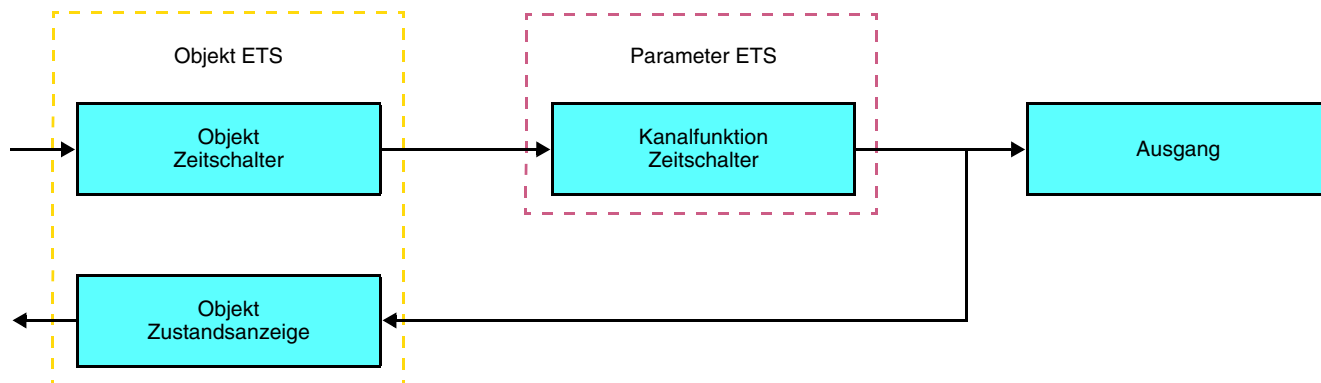 Objekt ETS
Parameter ETS
Objekt
Zeitschalter
Kanalfunktion
Zeitschalter
Ausgang
Objekt
Zustandsanzeige